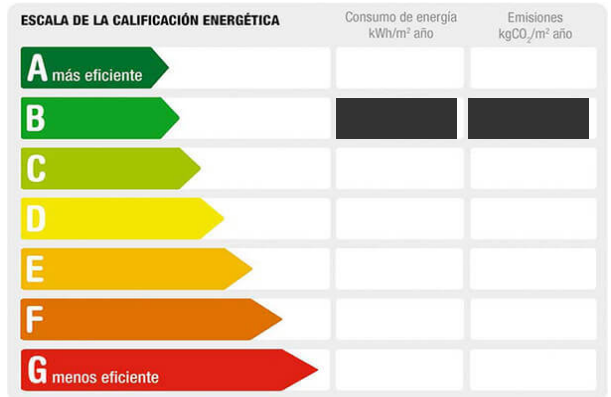 ESCALA DE LA CALIFICACIÓN ENERGÉTICA
Consumo de energía
kWh/m² año
Emisiones
kgCO₂/m² año
A más eficiente
B
C
D
E
F
G menos eficiente